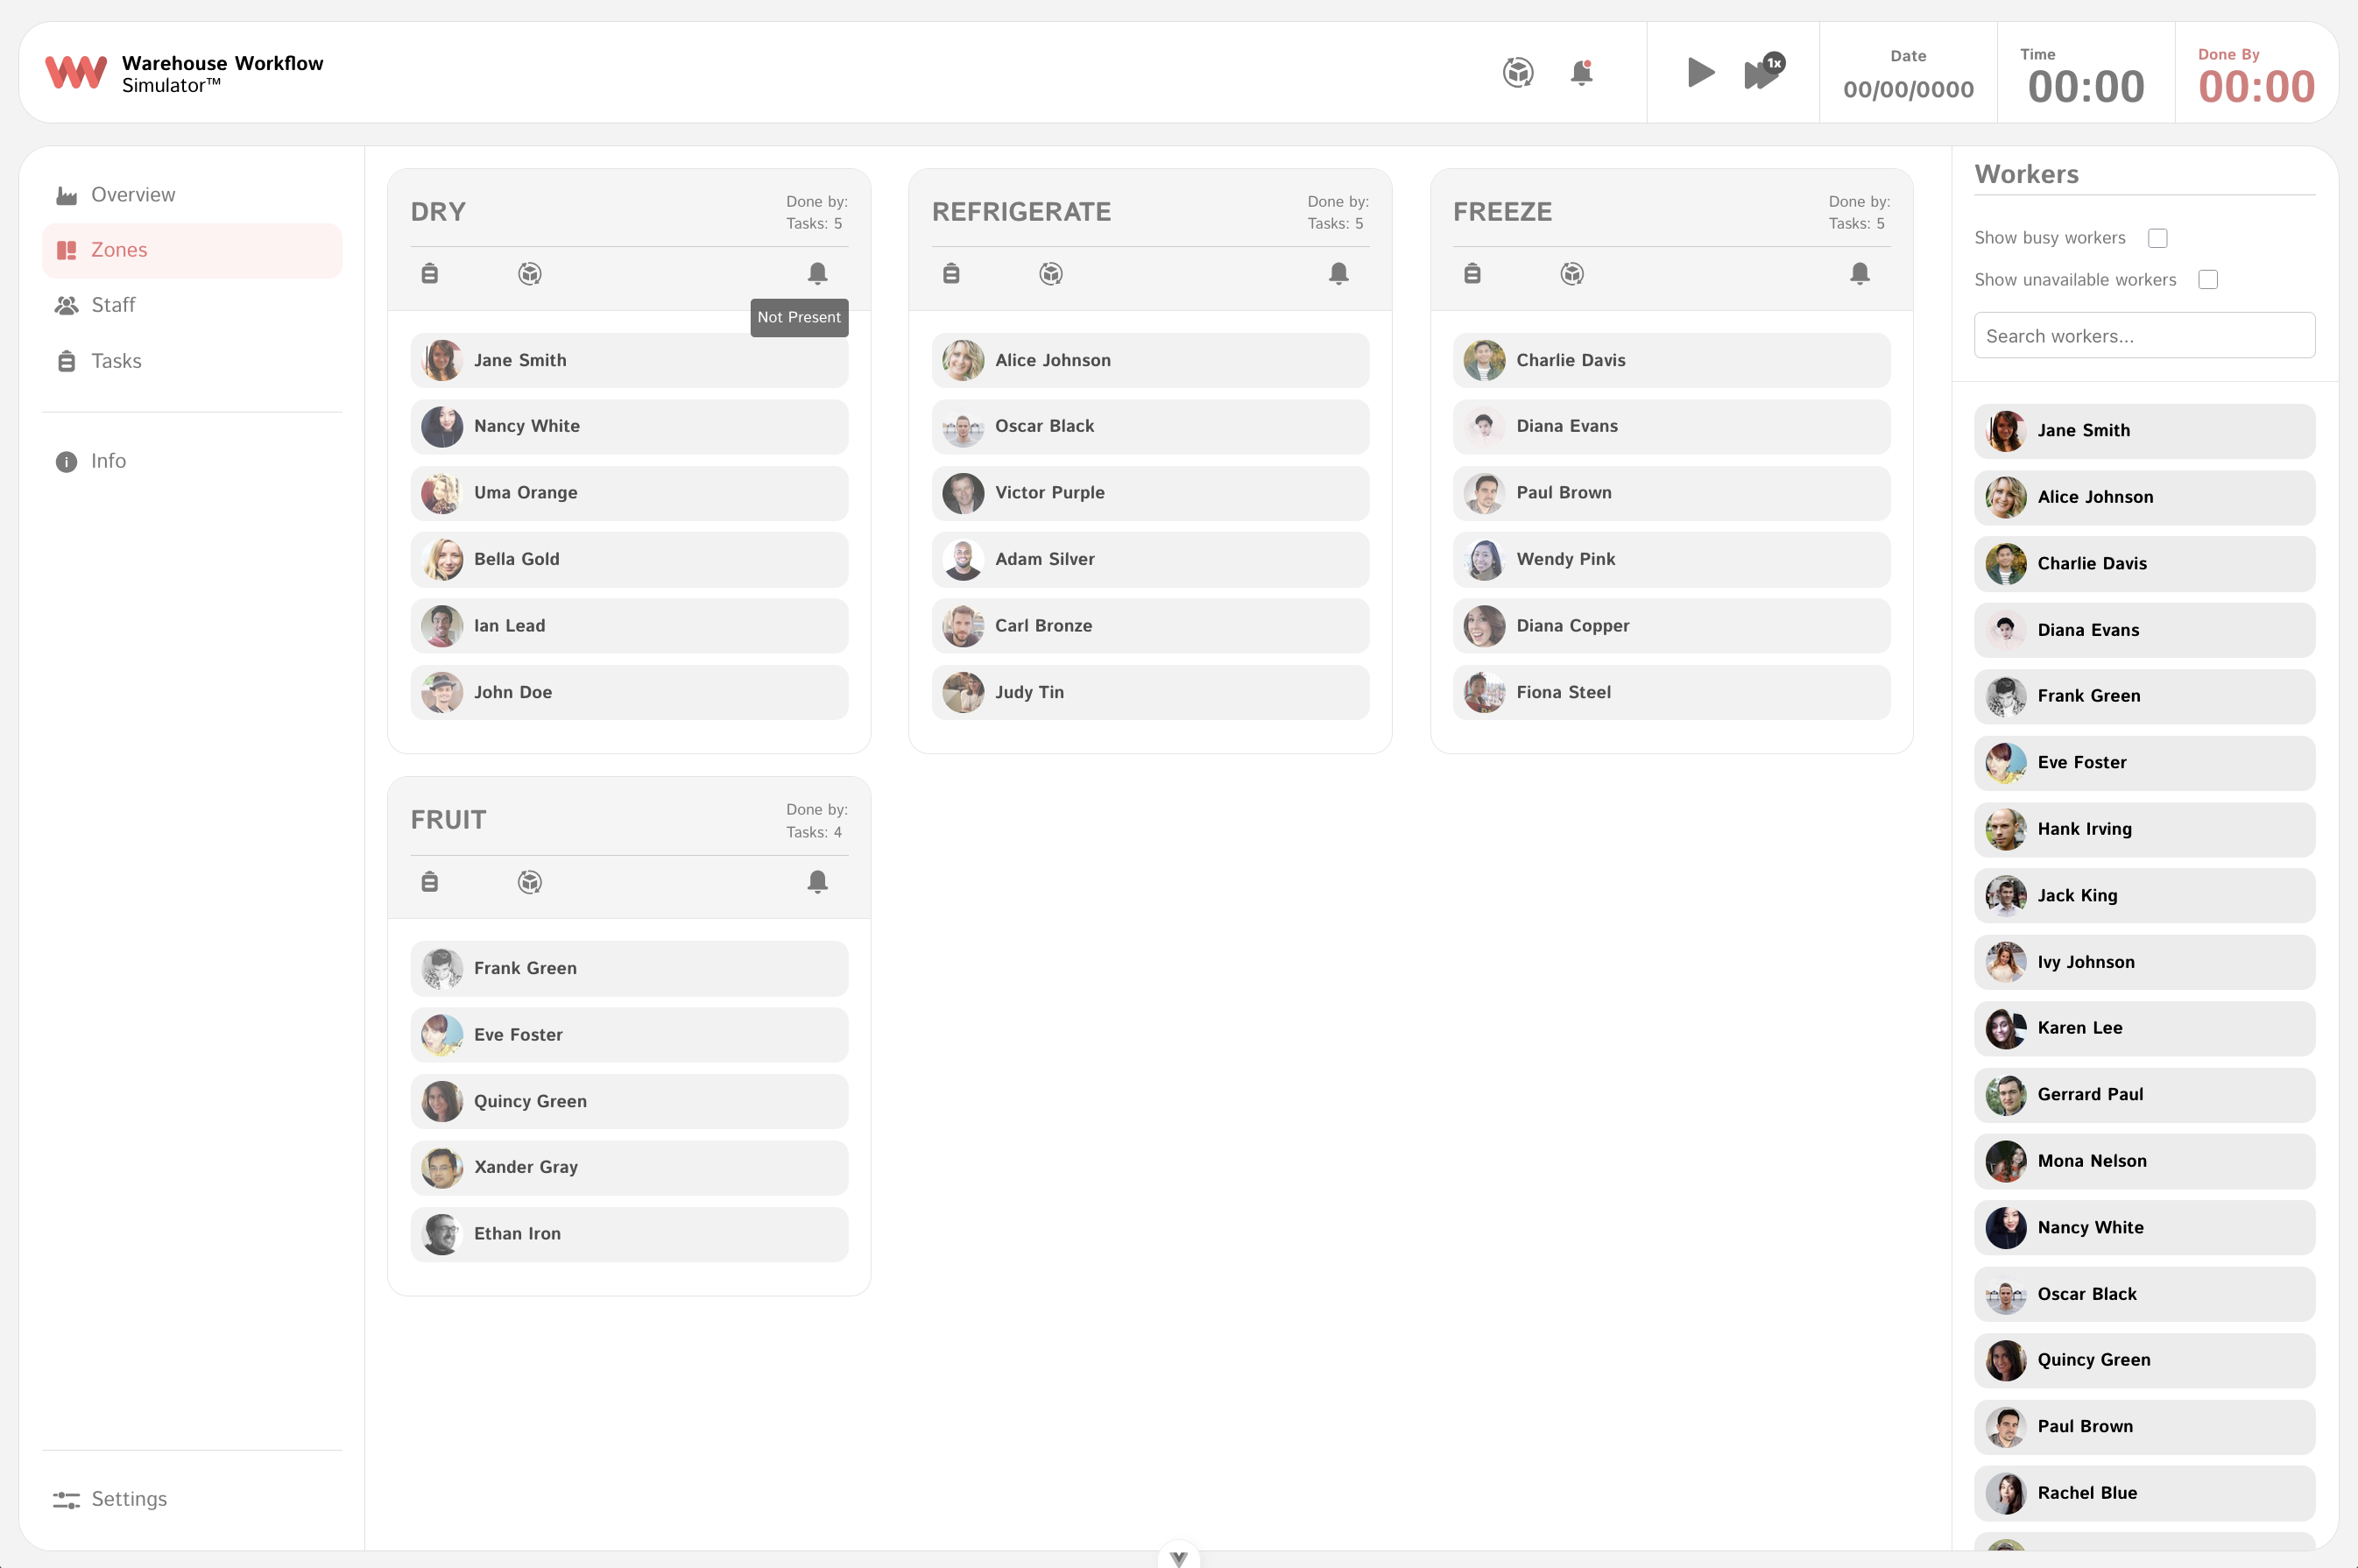 Warehouse Workflow
Simulator™
1x
Date
00/00/0000
Time
00:00
Done By
00:00
Overview
Zones
Staff
Tasks
Info
Settings
DRY
Done by:
Tasks: 5
Not Present
Jane Smith
Nancy White
Uma Orange
Bella Gold
Ian Lead
John Doe
REFRIGERATE
Done by:
Tasks: 5
Alice Johnson
Oscar Black
Victor Purple
Adam Silver
Carl Bronze
Judy Tin
FREEZE
Done by:
Tasks: 5
Charlie Davis
Diana Evans
Paul Brown
Wendy Pink
Diana Copper
Fiona Steel
FRUIT
Done by:
Tasks: 4
Frank Green
Eve Foster
Quincy Green
Xander Gray
Ethan Iron
Workers
Show busy workers
Show unavailable workers
Search workers...
Jane Smith
Alice Johnson
Charlie Davis
Diana Evans
Frank Green
Eve Foster
Hank Irving
Jack King
Ivy Johnson
Karen Lee
Gerrard Paul
Mona Nelson
Nancy White
Oscar Black
Quincy Green
Paul Brown
Rachel Blue